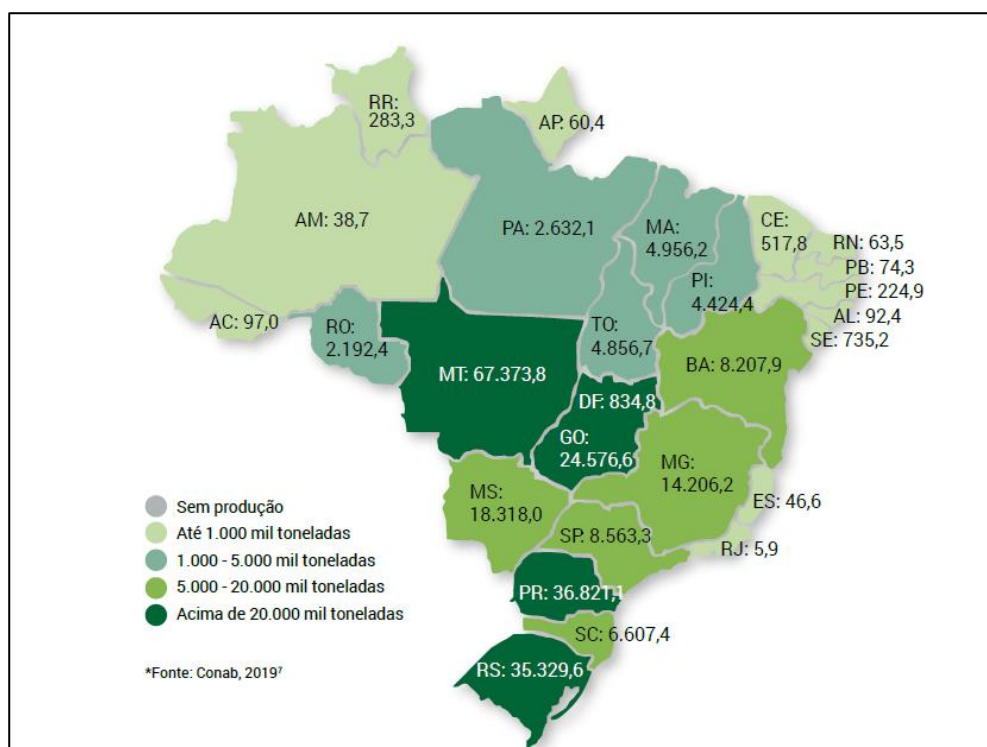 RR:
283,3
AP: 60,4
AM: 38,7
PA: 2.632,1
MA:
4.956,2
CE:
517,8
RN: 63,5
PB: 74,3
PE: 224,9
AL: 92,4
SE: 735,2
PI:
4.424,4
AC: 97,0
RO:
2.192,4
TO:
4.856,7
BA: 8.207,9
MT: 67.373,8
DF: 834,8
GO:
24.576,6
MG:
14.206,2
ES: 46,6
MS:
18.318,0
SP: 8.563,3
RJ: 5,9
PR: 36.821,1
SC: 6.607,4
RS: 35.329,6
Sem produção
Até 1.000 mil toneladas
1.000 - 5.000 mil toneladas
5.000 - 20.000 mil toneladas
Acima de 20.000 mil toneladas
*Fonte: Conab, 2019⁷